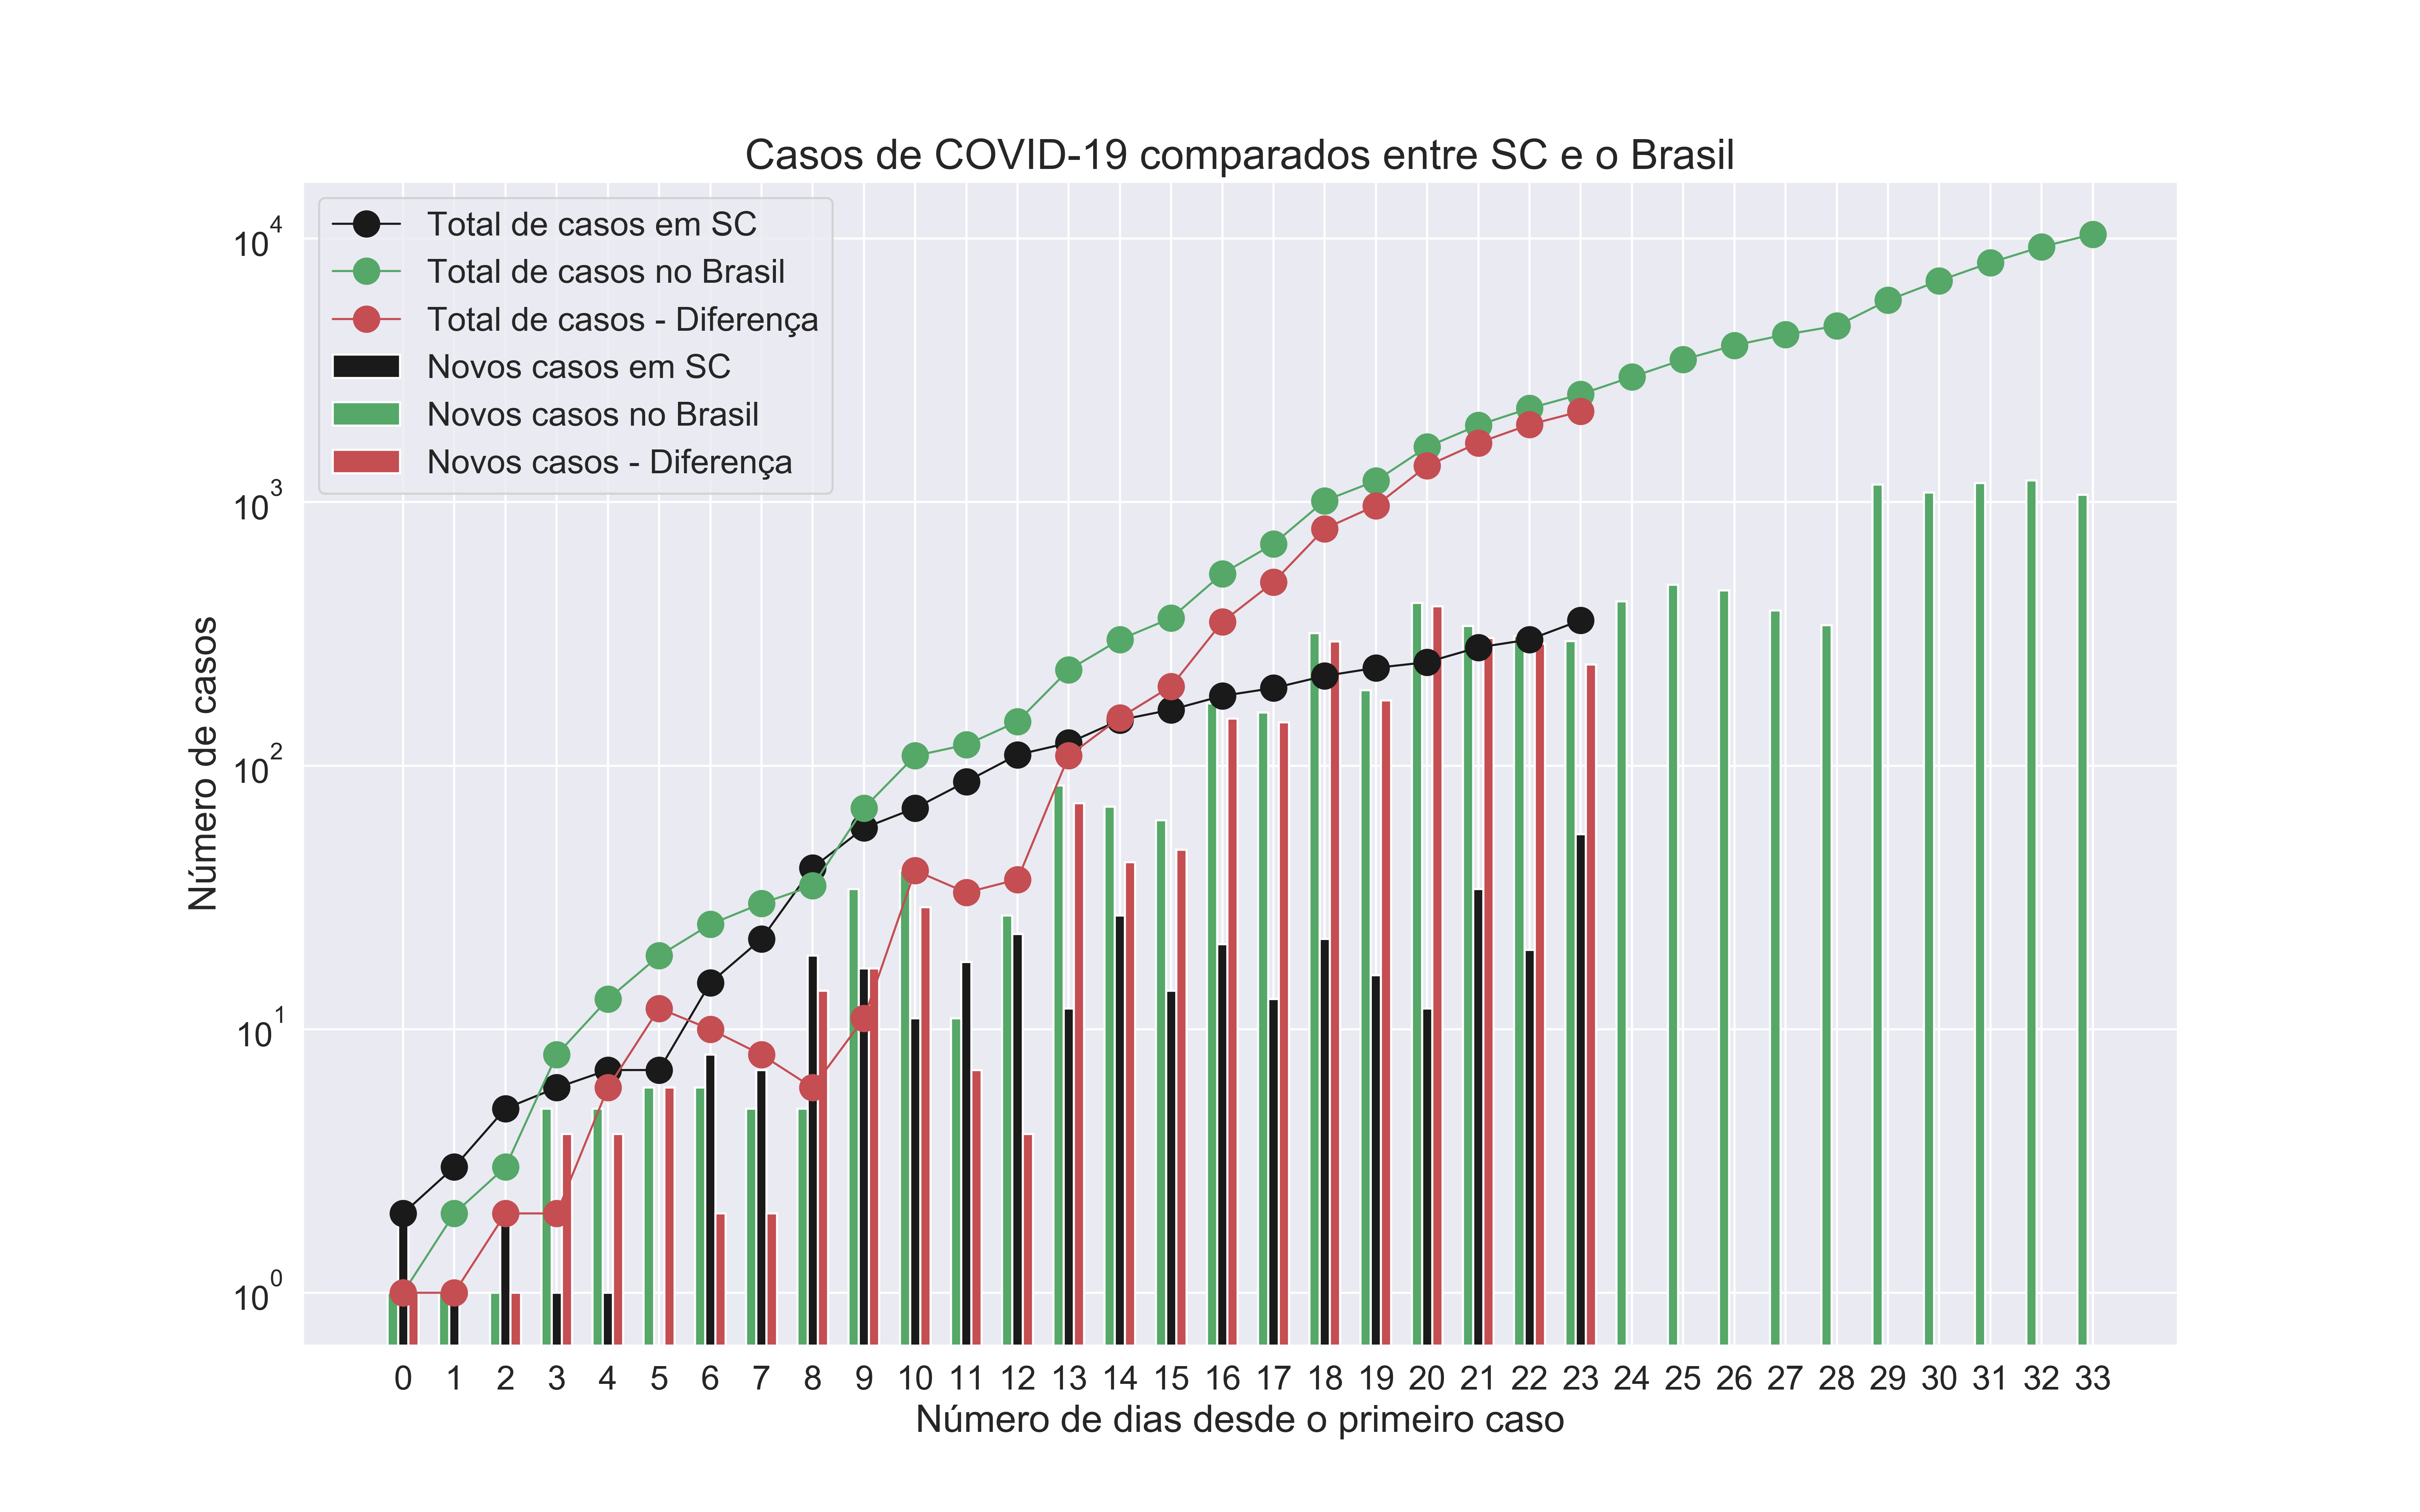 Casos de COVID-19 comparados entre SC e o Brasil
Total de casos em SC
Total de casos no Brasil
Total de casos - Diferença
Novos casos em SC
Novos casos no Brasil
Novos casos - Diferença
10^4
10^3
10^2
10^1
10^0
Número de casos
0 1 2 3 4 5 6 7 8 9 10 11 12 13 14 15 16 17 18 19 20 21 22 23 24 25 26 27 28 29 30 31 32 33
Número de dias desde o primeiro caso